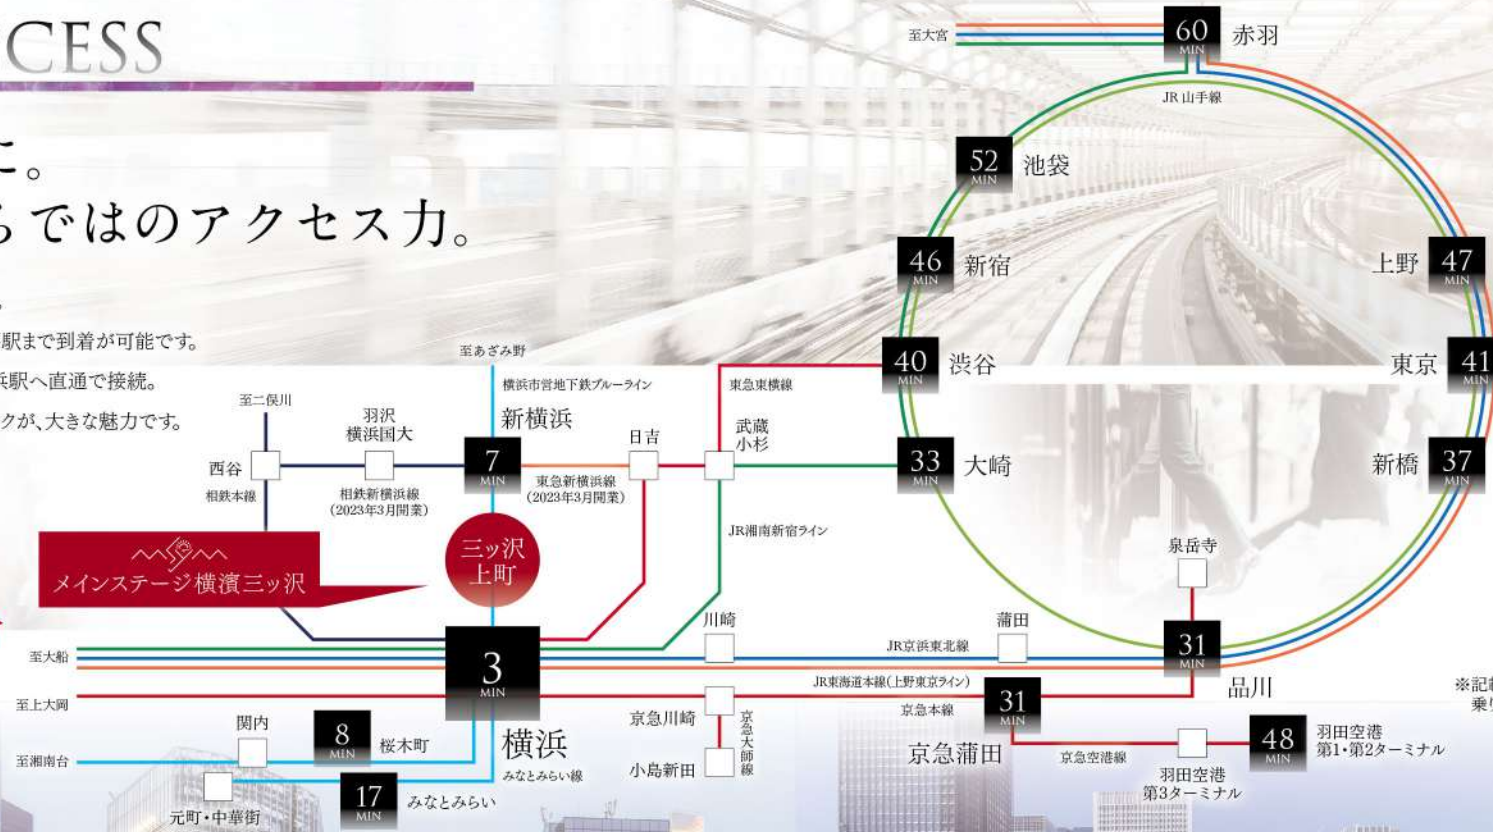 CESS
に。
らではのアクセス力。
駅まで到着が可能です。
浜駅へ直通で接続。
クが、大きな魅力です。
至大宮
60
MIN
赤羽
JR山手線
52
MIN
池袋
46
MIN
新宿
上野
47
MIN
40
MIN
渋谷
東京
41
MIN
33
MIN
大崎
新橋
37
MIN
至あざみ野
横浜市営地下鉄ブルーライン
新横浜
7
MIN
至二俣川
羽沢
横浜国大
西谷
相鉄本線
相鉄新横浜線
(2023年3月開業)
東急新横浜線
(2023年3月開業)
日吉
武蔵
小杉
東急東横線
JR湘南新宿ライン
三ッ沢
上町
メインステージ横濱三ッ沢
泉岳寺
31
MIN
品川
川崎
蒲田
JR京浜東北線
至大船
3
MIN
横浜
みなとみらい線
JR東海道本線(上野東京ライン)
至上大岡
京急本線
京急川崎
京急大師線
小島新田
31
MIN
京急蒲田
京急空港線
羽田空港
第3ターミナル
48
MIN
羽田空港
第1・第2ターミナル
関内
8
MIN
桜木町
至湘南台
17
MIN
みなとみらい
元町・中華街
※記載
乗り